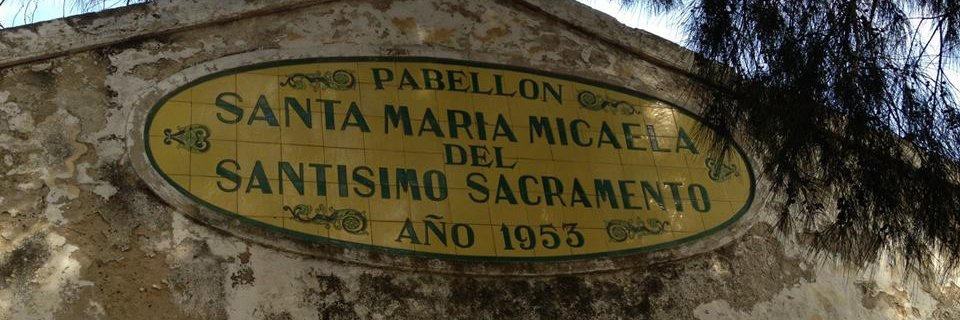 PABELLON
SANTA MARIA MICAELA
DEL
SANTISIMO SACRAMENTO
AÑO 1953